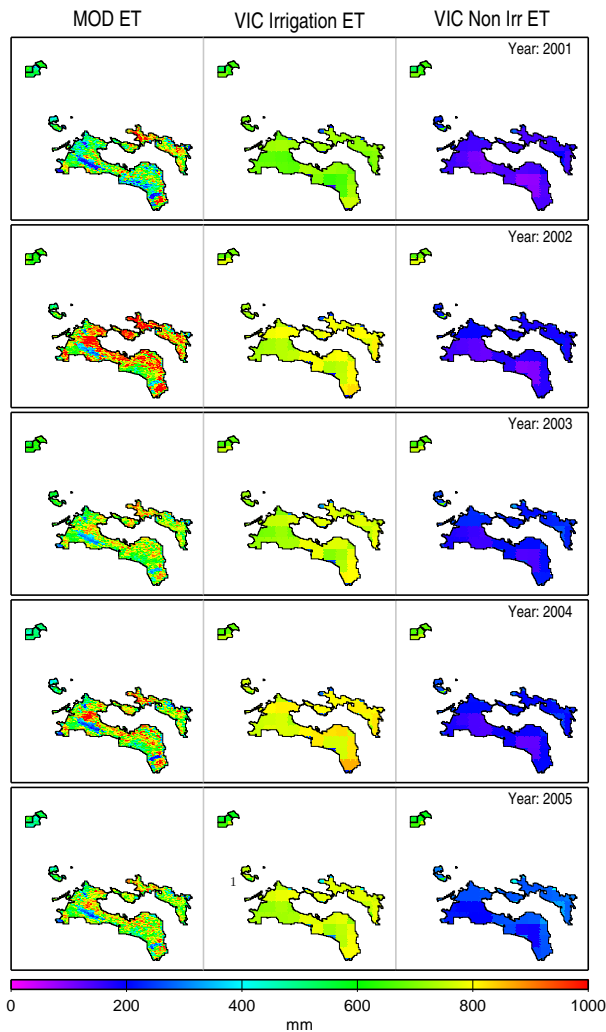 MOD ET VIC Irrigation ET VIC Non Irr ET
Year: 2001
Year: 2002
Year: 2003
Year: 2004
Year: 2005
1
0 200 400 600 800 1000
mm